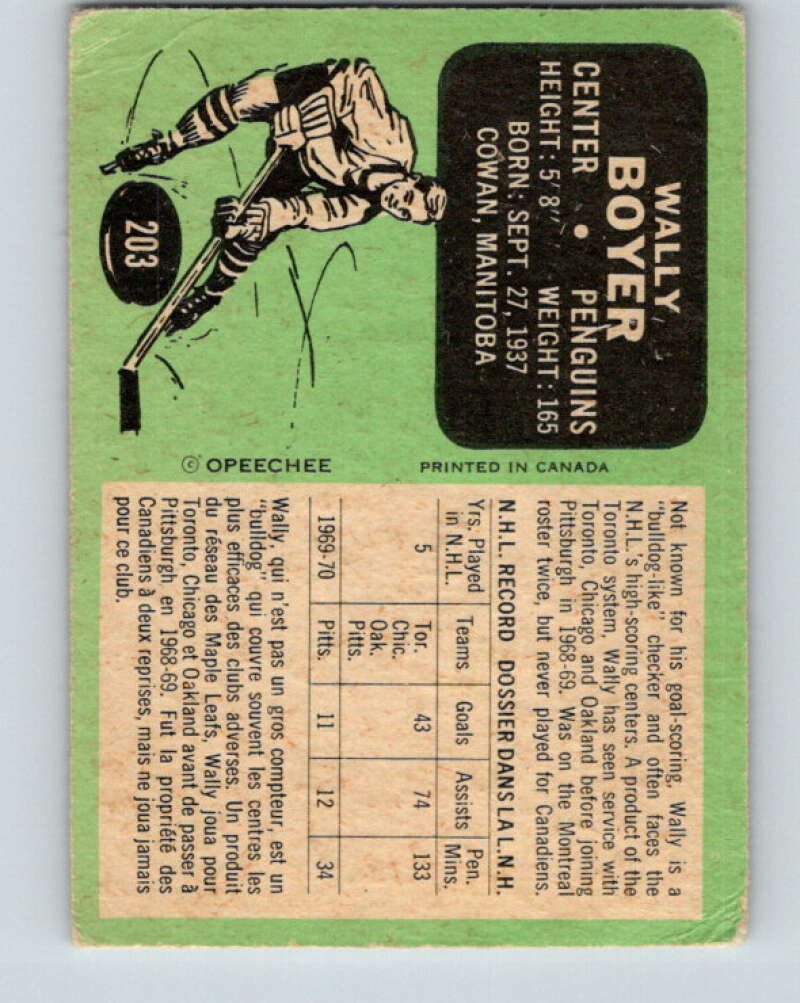 WALLY
BOYER
CENTER • PENGUINS
HEIGHT: 5'8" WEIGHT: 165
BORN: SEPT. 27, 1937
COWAN, MANITOBA
203
© OPEECHEE
PRINTED IN CANADA
Not known for his goal-scoring, Wally is a
"bulldog-like" checker and often faces the
N.H.L.'s high-scoring centers. A product of the
Toronto system, Wally has seen service with
Toronto, Chicago and Oakland before joining
Pittsburgh in 1968-69. Was on the Montreal
roster twice, but never played for Canadiens.
N.H.L. RECORD DOSSIER DANS LA L.N.H.
Yrs. Played in N.H.L. Teams Goals Assists Pen. Mins.
5 Tor. Chic. Oak. Pitts. 43 74 133
1969-70 Pitts. 11 12 34
Wally, qui n'est pas un gros compteur, est un
"bulldog" qui couvre souvent les centres les
plus efficaces des clubs adverses. Un produit
du réseau des Maple Leafs, Wally joua pour
Toronto, Chicago et Oakland avant de passer à
Pittsburgh en 1968-69. Fut la propriété des
Canadiens à deux reprises, mais ne joua jamais
pour ce club.